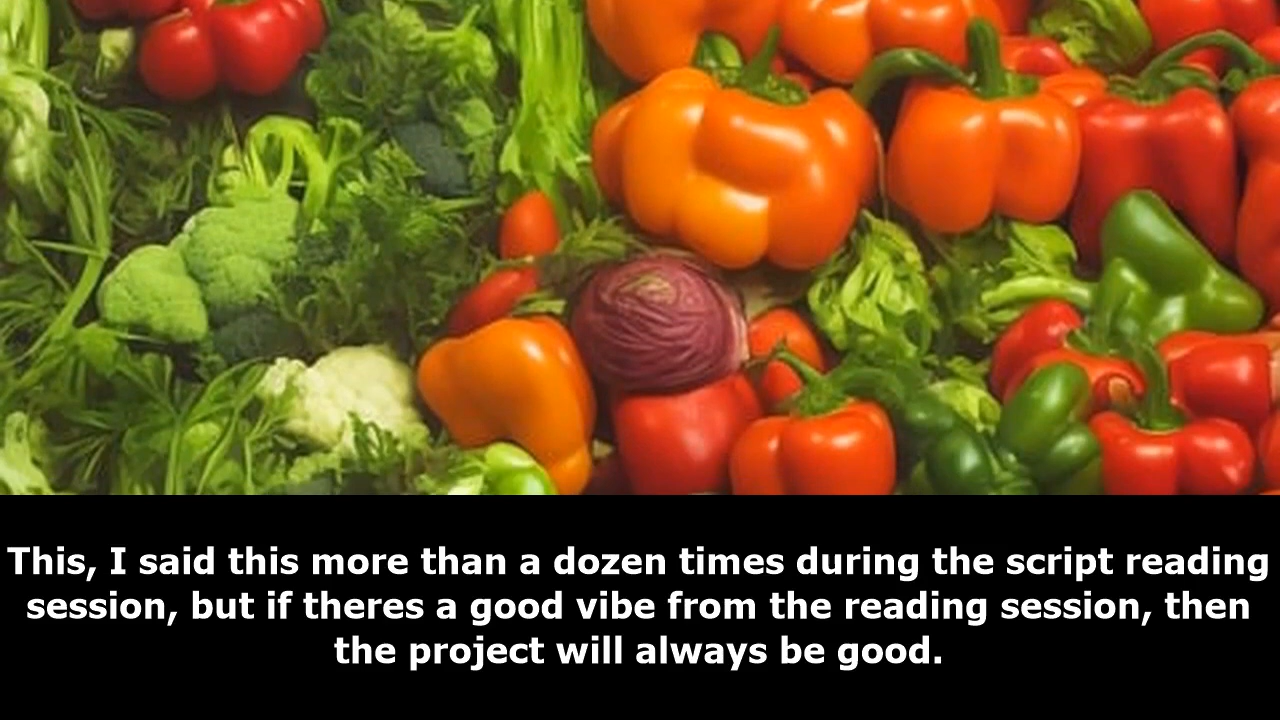 This, I said this more than a dozen times during the script reading
session, but if theres a good vibe from the reading session, then
the project will always be good.